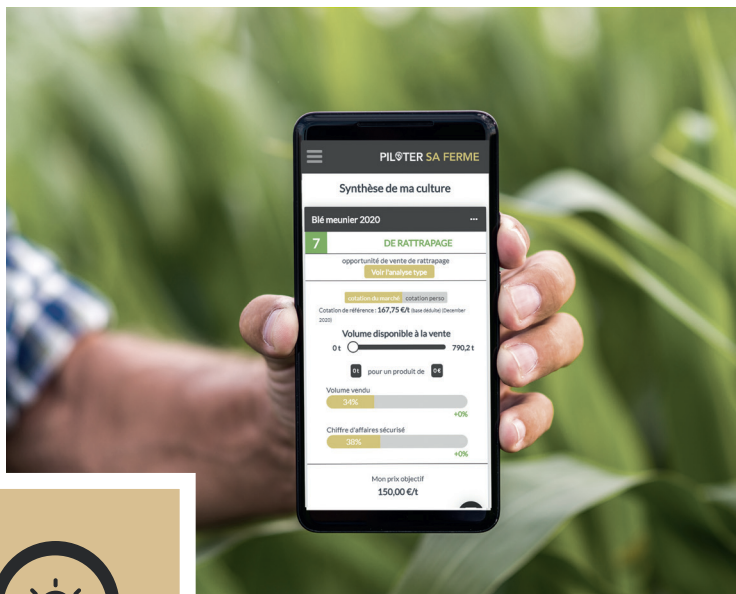 PILOTER SA FERME
Synthèse de ma culture
Blé meunier 2020 ...
7 DE RATTRAPAGE
opportunité de vente de rattrapage
Voir l'analyse type
cotation du marché cotation perso
Cotation de référence : 167,75 €/t (base déduite) (December
2020)
Volume disponible à la vente
0 t 790,2 t
0 t pour un produit de 0 €
Volume vendu
34%
+0%
Chiffre d'affaires sécurisé
38%
+0%
Mon prix objectif
150,00 €/t